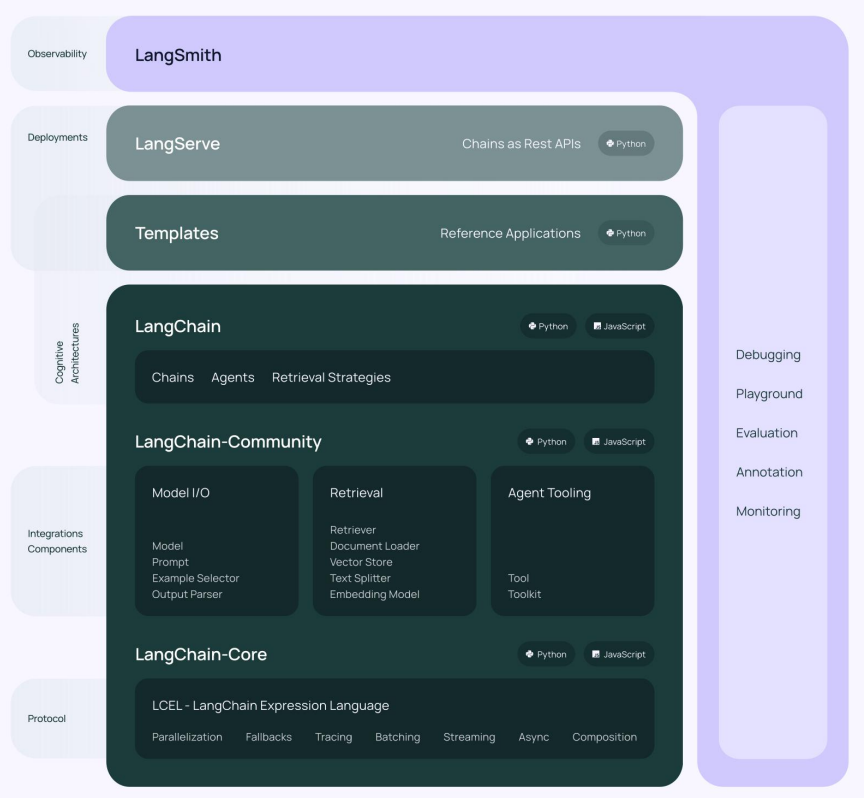 Observability
LangSmith
Deployments
LangServe
Chains as Rest APIs
Python
Templates
Reference Applications
Python
Cognitive
Architectures
LangChain
Python
JavaScript
Chains Agents Retrieval Strategies
LangChain-Community
Python
JavaScript
Integrations
Components
Model I/O
Model
Prompt
Example Selector
Output Parser
Retrieval
Retriever
Document Loader
Vector Store
Text Splitter
Embedding Model
Agent Tooling
Tool
Toolkit
LangChain-Core
Python
JavaScript
Protocol
LCEL - LangChain Expression Language
Parallelization Fallbacks Tracing Batching Streaming Async Composition
Debugging
Playground
Evaluation
Annotation
Monitoring